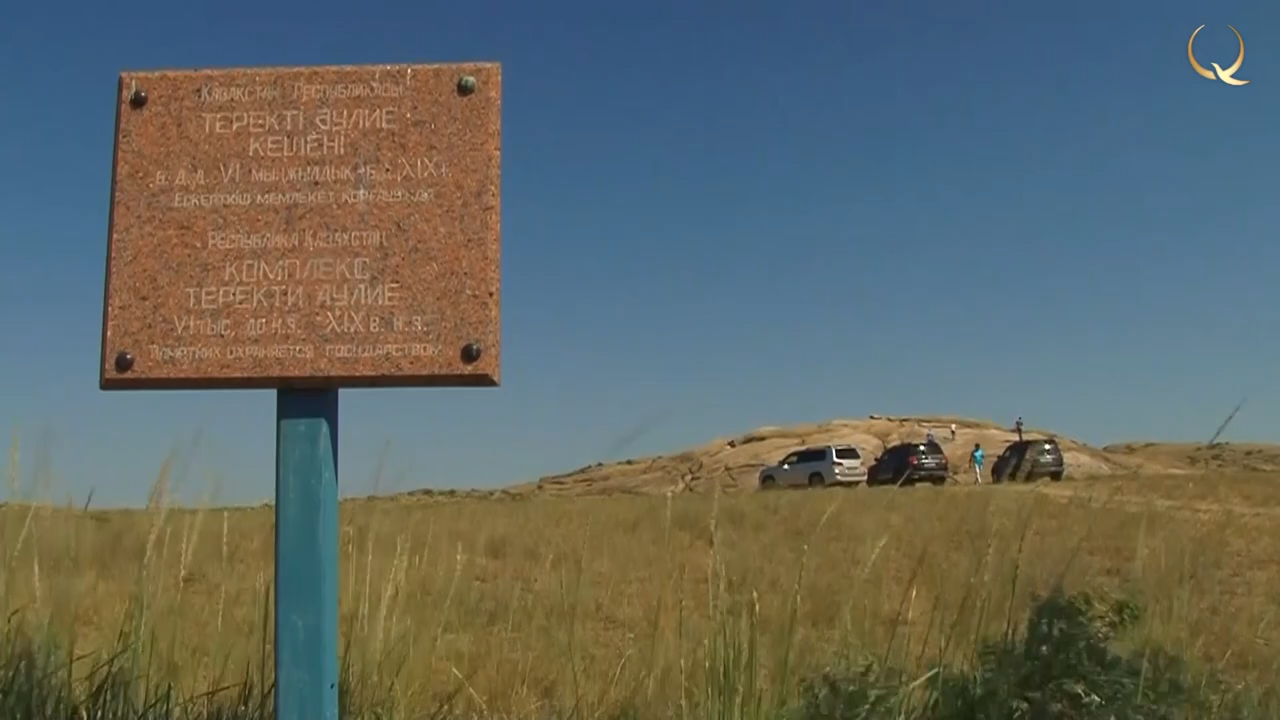 Қазақстан Республикасы
ТЕРЕКТІ ӘУЛИЕ
КЕШЕНІ
б. д. д. VI мыңжылдық б. д. XIX ғ.
Ескерткіш мемлекет қорғауында
Республика Казахстан
КОМПЛЕКС
ТЕРЕКТИ АУЛИЕ
VI тыс. до н.э. XIX в. н.э.
Памятник охраняется государством